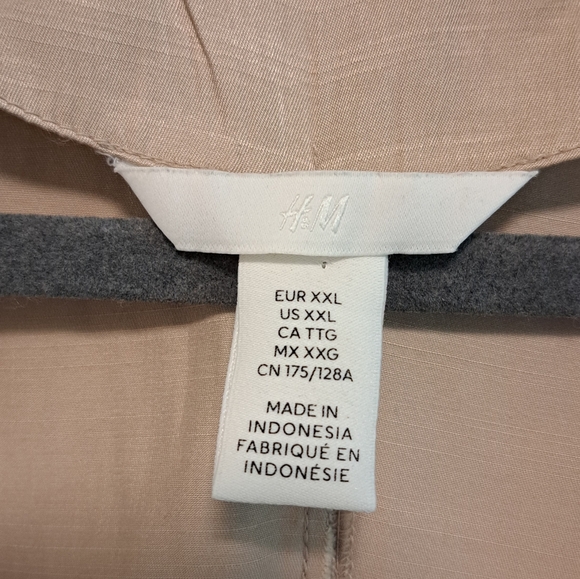 H&M
EUR XXL
US XXL
CA TTG
MX XXG
CN 175/128A
MADE IN
INDONESIA
FABRIQUÉ EN
INDONÉSIE